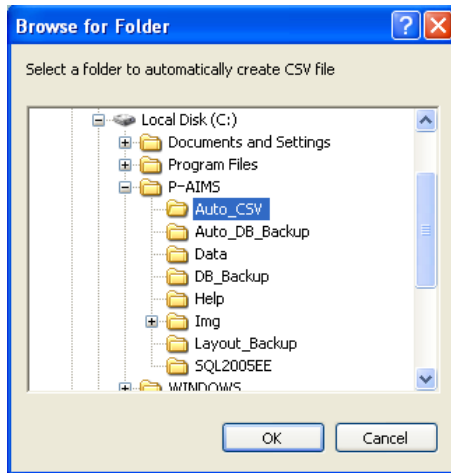 Browse for Folder
Select a folder to automatically create CSV file
Local Disk (C:)
Documents and Settings
Program Files
P-AIMS
Auto_CSV
Auto_DB_Backup
Data
DB_Backup
Help
Img
Layout_Backup
SQL2005EE
WINDOWS
OK Cancel